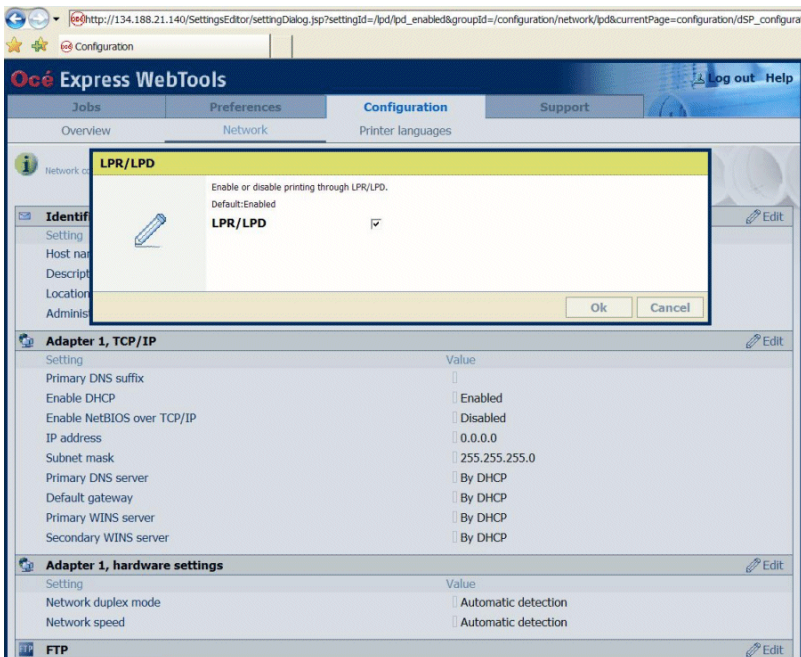 http://134.188.21.140/SettingsEditor/settingDialog.jsp?settingId=/lpd/lpd_enabled&groupId=/configuration/network/lpd&currentPage=configuration/dSP_configura
océ Configuration
Océ Express WebTools Log out Help
Jobs Preferences Configuration Support
Overview Network Printer languages
Network co
LPR/LPD
Enable or disable printing through LPR/LPD.
Default:Enabled
LPR/LPD
Ok Cancel
Identifi Edit
Setting
Host nar
Descript
Location
Adminis
Adapter 1, TCP/IP Edit
Setting Value
Primary DNS suffix
Enable DHCP Enabled
Enable NetBIOS over TCP/IP Disabled
IP address 0.0.0.0
Subnet mask 255.255.255.0
Primary DNS server By DHCP
Default gateway By DHCP
Primary WINS server By DHCP
Secondary WINS server By DHCP
Adapter 1, hardware settings Edit
Setting Value
Network duplex mode Automatic detection
Network speed Automatic detection
FTP FTP Edit